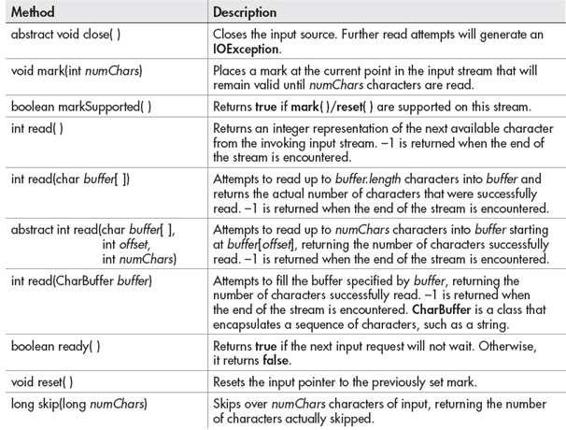 Method Description
abstract void close( ) Closes the input source. Further read attempts will generate an
IOException.
void mark(int numChars) Places a mark at the current point in the input stream that will
remain valid until numChars characters are read.
boolean markSupported( ) Returns true if mark( )/reset( ) are supported on this stream.
int read( ) Returns an integer representation of the next available character
from the invoking input stream. –1 is returned when the end of
the stream is encountered.
int read(char buffer[ ]) Attempts to read up to buffer.length characters into buffer and
returns the actual number of characters that were successfully
read. –1 is returned when the end of the stream is encountered.
abstract int read(char buffer[ ], Attempts to read up to numChars characters into buffer starting
int offset, at buffer[offset], returning the number of characters successfully
int numChars) read. –1 is returned when the end of the stream is encountered.
int read(CharBuffer buffer) Attempts to fill the buffer specified by buffer, returning the
number of characters successfully read. –1 is returned when
the end of the stream is encountered. CharBuffer is a class that
encapsulates a sequence of characters, such as a string.
boolean ready( ) Returns true if the next input request will not wait. Otherwise,
it returns false.
void reset( ) Resets the input pointer to the previously set mark.
long skip(long numChars) Skips over numChars characters of input, returning the number
of characters actually skipped.